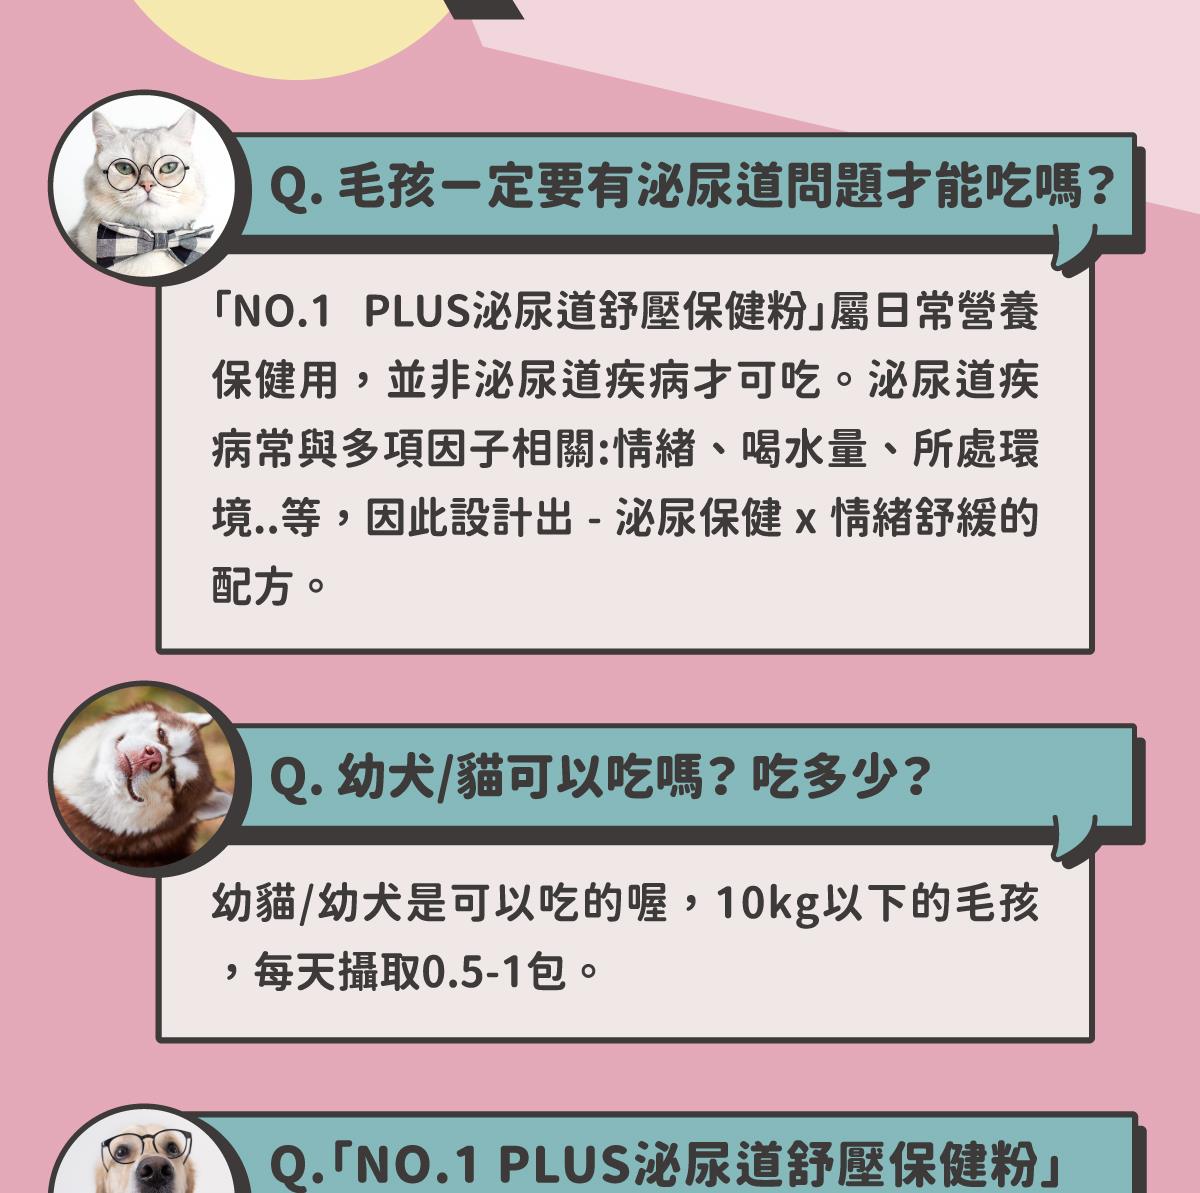 Q. 毛孩一定要有泌尿道問題才能吃嗎?
「NO.1 PLUS泌尿道舒壓保健粉」屬日常營養
保健用，並非泌尿道疾病才可吃。泌尿道疾
病常與多項因子相關:情緒、喝水量、所處環
境..等，因此設計出 - 泌尿保健 x 情緒舒緩的
配方。
Q. 幼犬/貓可以吃嗎? 吃多少?
幼貓/幼犬是可以吃的喔，10kg以下的毛孩
，每天攝取0.5-1包。
Q.「NO.1 PLUS泌尿道舒壓保健粉」